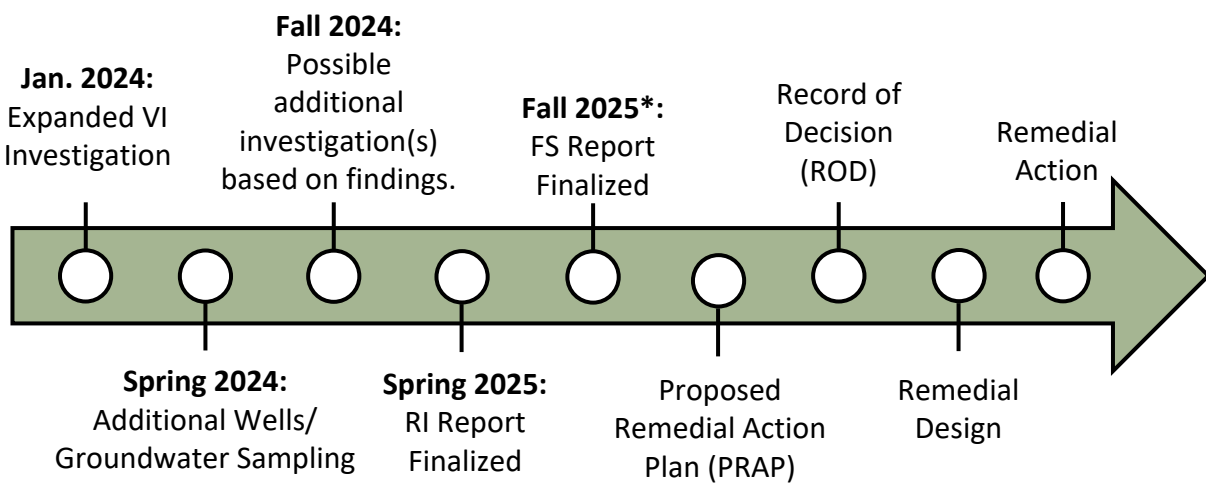 Jan. 2024:
Expanded VI
Investigation
Spring 2024:
Additional Wells/
Groundwater Sampling
Fall 2024:
Possible
additional
investigation(s)
based on findings.
Spring 2025:
RI Report
Finalized
Fall 2025*:
FS Report
Finalized
Proposed
Remedial Action
Plan (PRAP)
Record of
Decision
(ROD)
Remedial
Design
Remedial
Action